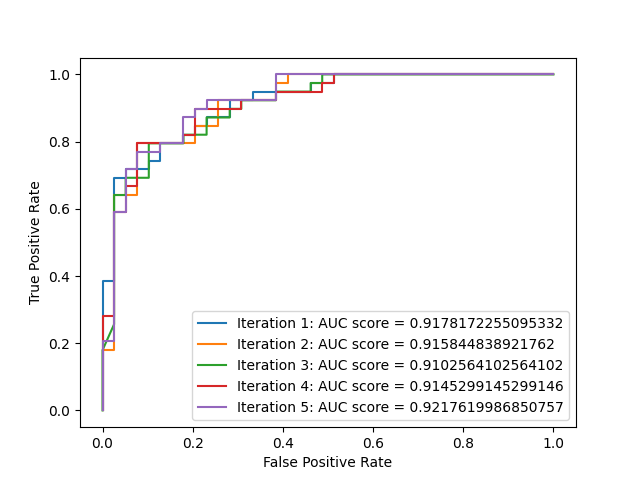 1.0
0.8
0.6
0.4
0.2
0.0
True Positive Rate
Iteration 1: AUC score = 0.9178172255095332
Iteration 2: AUC score = 0.915844838921762
Iteration 3: AUC score = 0.9102564102564102
Iteration 4: AUC score = 0.9145299145299146
Iteration 5: AUC score = 0.9217619986850757
0.0 0.2 0.4 0.6 0.8 1.0
False Positive Rate